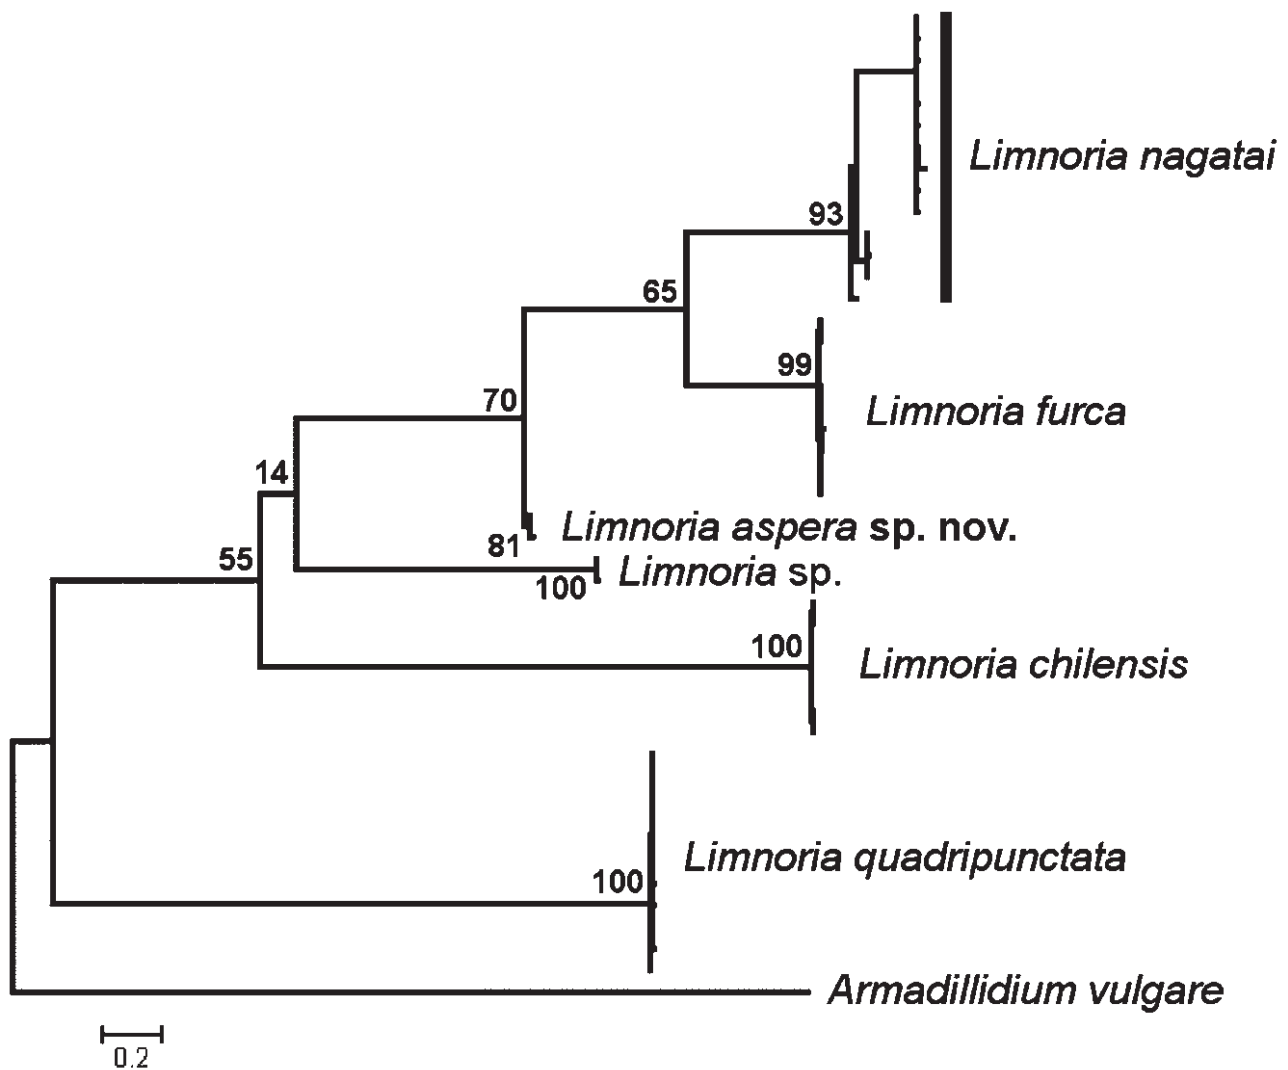 Limnoria nagatai
93
65
99
Limnoria furca
70
14
Limnoria aspera sp. nov.
81
55
Limnoria sp.
100
100
Limnoria chilensis
Limnoria quadripunctata
100
Armadillidium vulgare
0.2